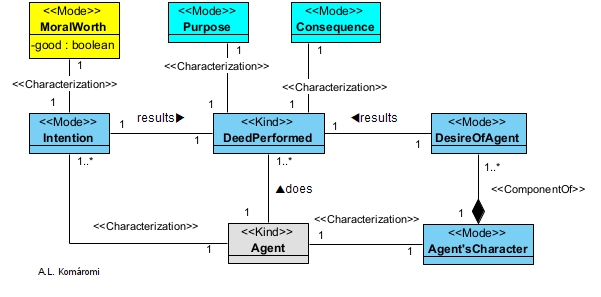 <<Mode>> <<Mode>> <<Mode>>
MoralWorth Purpose Consequence
-good : boolean
1 1 1
<<Characterization>> <<Characterization>> <<Characterization>>
1 1 1
<<Mode>> <<Kind>> <<Mode>>
Intention DeedPerformed DesireOfAgent
results▶ ◀results
1 1 1 1
1..* 1..* 1..*
▲does <<ComponentOf>>
<<Characterization>> <<Characterization>>
1 1 1 1 1
<<Kind>> <<Mode>>
Agent Agent'sCharacter
A.L. Komáromi